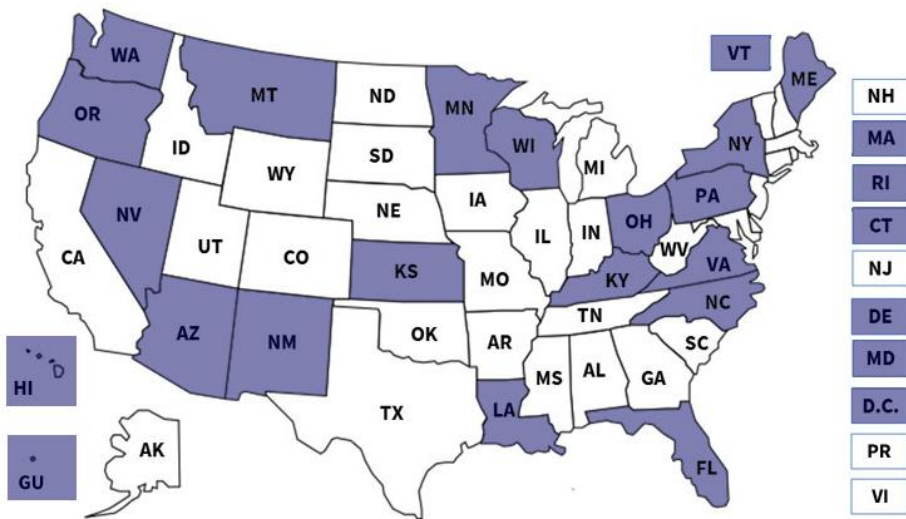 VT
ME
WA
NH
MT
ND
MN
OR
MA
NY
WI
ID
SD
MI
WY
RI
PA
IA
NE
OH
NV
CT
IL
IN
UT
WV
CO
CA
VA
NJ
KS
KY
MO
NC
DE
TN
AZ
OK
NM
AR
SC
MD
MS
AL
GA
HI
LA
D.C.
TX
AK
PR
FL
GU
VI